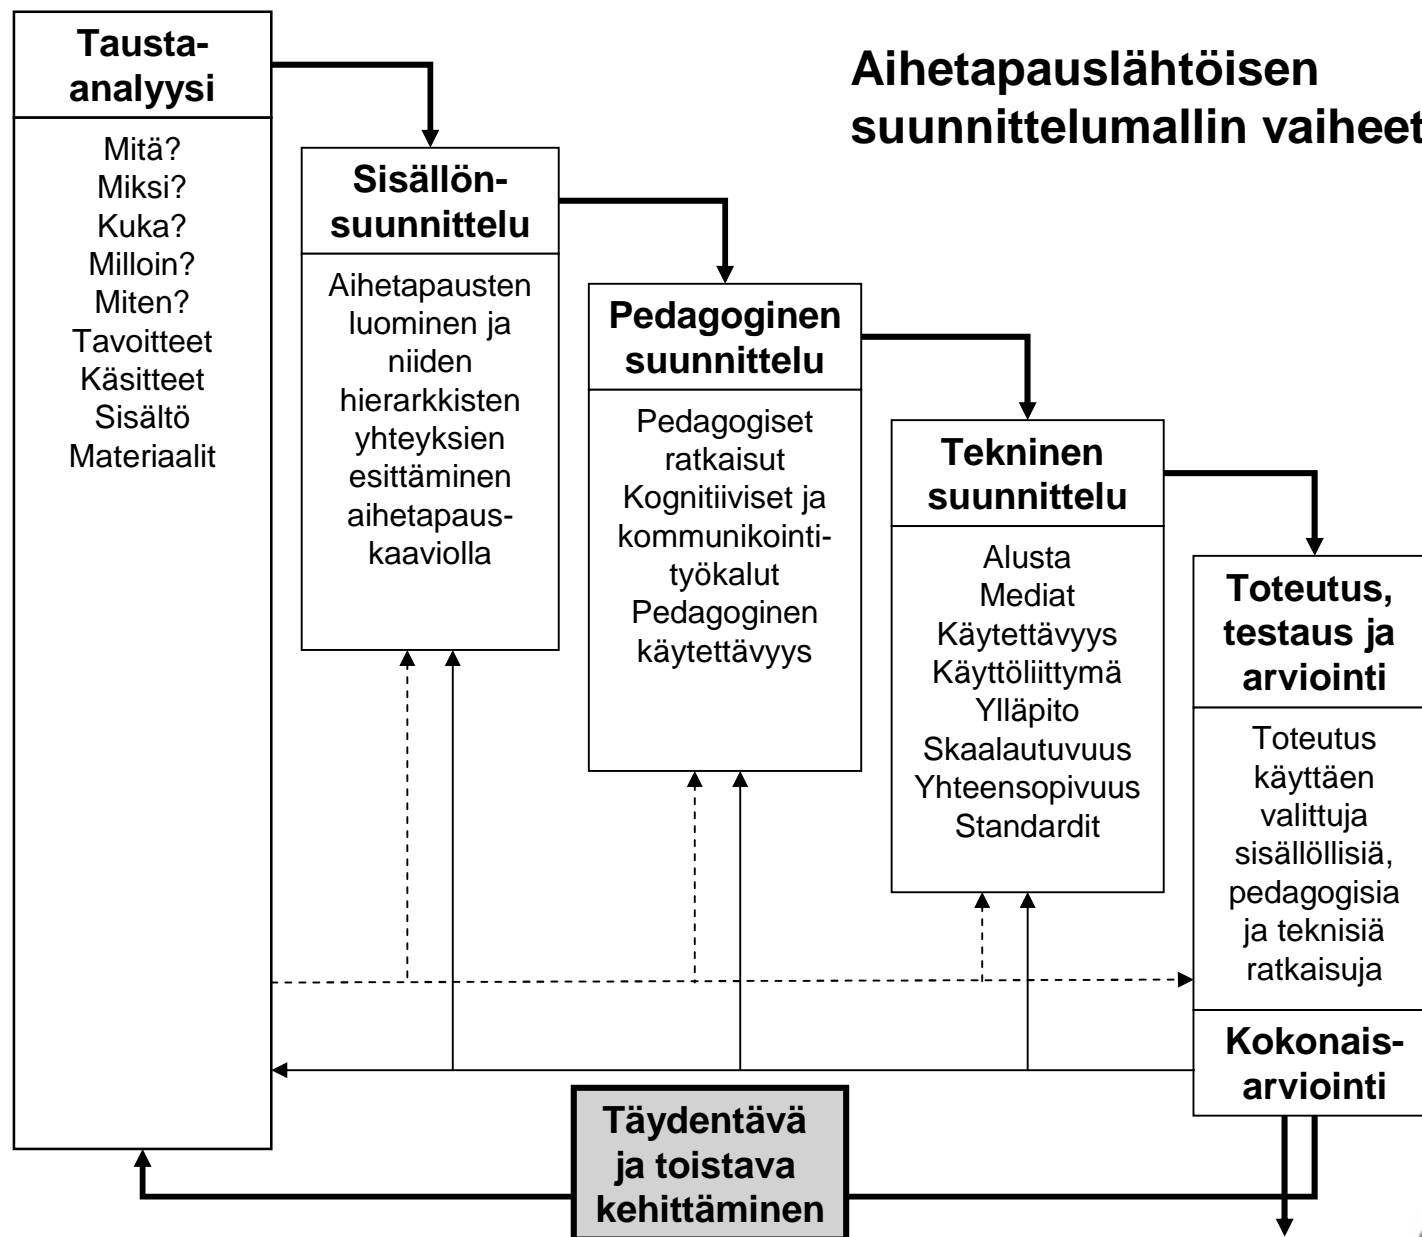 Aihetapauslähtöisen
suunnittelumallin vaiheet
Tausta-
analyysi
Mitä?
Miksi?
Kuka?
Milloin?
Miten?
Tavoitteet
Käsitteet
Sisältö
Materiaalit
Sisällön-
suunnittelu
Aihetapausten
luominen ja
niiden
hierarkkisten
yhteyksien
esittäminen
aihetapaus-
kaaviolla
Pedagoginen
suunnittelu
Pedagogiset
ratkaisut
Kognitiiviset ja
kommunikointi-
työkalut
Pedagoginen
käytettävyys
Tekninen
suunnittelu
Alusta
Mediat
Käytettävyys
Käyttöliittymä
Ylläpito
Skaalautuvuus
Yhteensopivuus
Standardit
Toteutus,
testaus ja
arviointi
Toteutus
käyttäen
valittuja
sisällöllisiä,
pedagogisia
ja teknisiä
ratkaisuja
Kokonais-
arviointi
Täydentävä
ja toistava
kehittäminen